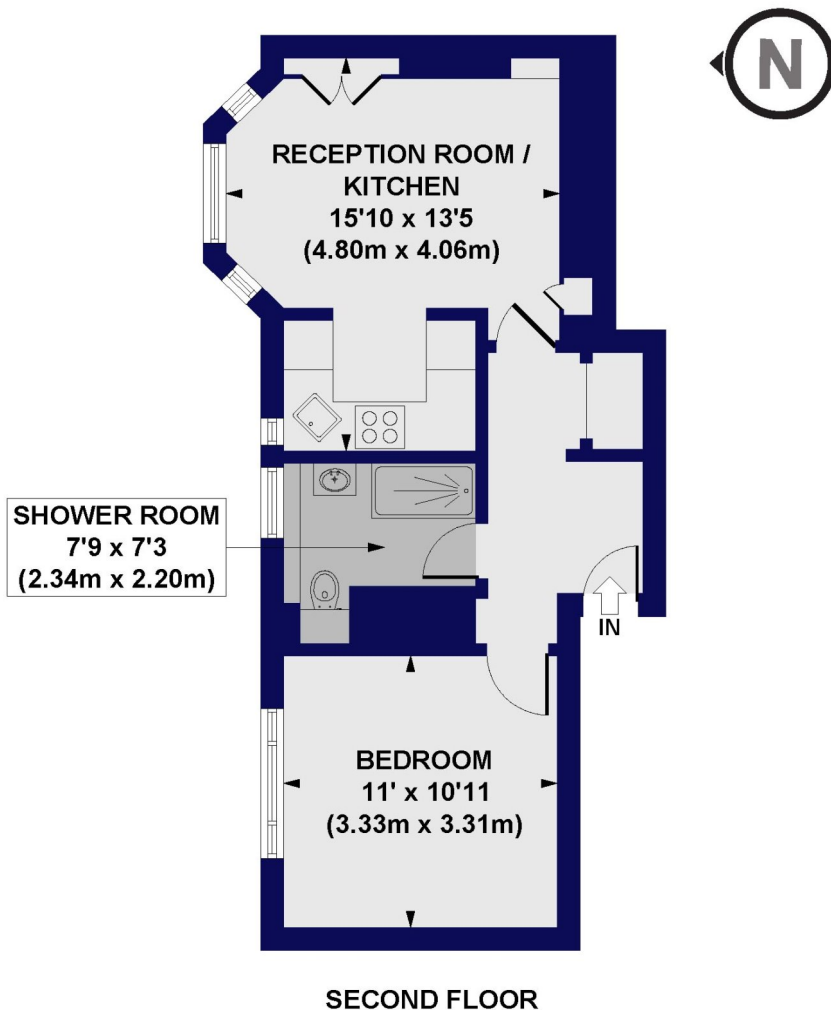 N
RECEPTION ROOM /
KITCHEN
15'10 x 13'5
(4.80m x 4.06m)
SHOWER ROOM
7'9 x 7'3
(2.34m x 2.20m)
IN
BEDROOM
11' x 10'11
(3.33m x 3.31m)
SECOND FLOOR